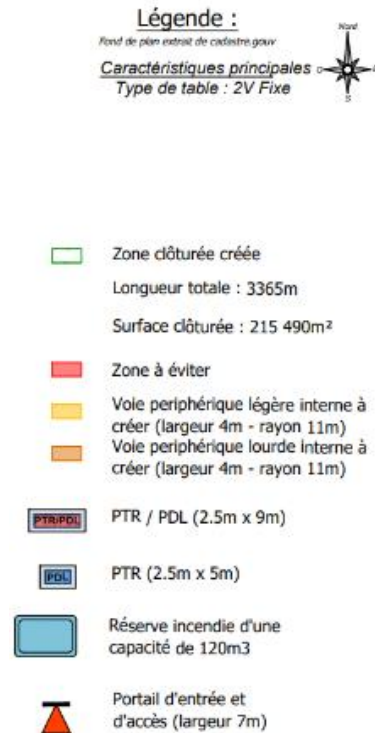 Légende :
Fond de plan extrait de cadastre.gouv
Nord
Caractéristiques principales
O
Type de table : 2V Fixe
S
Zone clôturée créée
Longueur totale : 3365m
Surface clôturée : 215 490m²
Zone à éviter
Voie periphérique légère interne à
créer (largeur 4m - rayon 11m)
Voie periphérique lourde interne à
créer (largeur 4m - rayon 11m)
PTR/PDL
PTR / PDL (2.5m x 9m)
PDL
PTR (2.5m x 5m)
Réserve incendie d'une
capacité de 120m3
Portail d'entrée et
d'accès (largeur 7m)